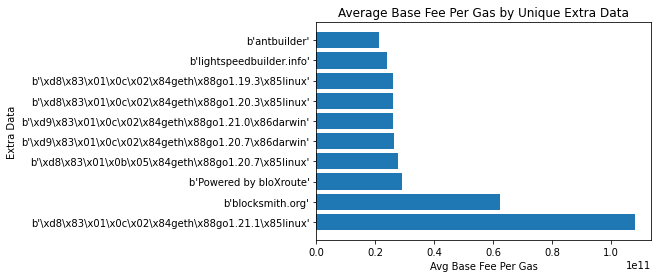 Average Base Fee Per Gas by Unique Extra Data
b'antbuilder'
b'lightspeedbuilder.info'
b'\xd8\x83\x01\x0c\x02\x84geth\x88go1.19.3\x85linux'
b'\xd8\x83\x01\x0c\x02\x84geth\x88go1.20.3\x85linux'
b'\xd9\x83\x01\x0c\x02\x84geth\x88go1.21.0\x86darwin'
b'\xd9\x83\x01\x0c\x02\x84geth\x88go1.20.7\x86darwin'
b'\xd8\x83\x01\x0b\x05\x84geth\x88go1.20.7\x85linux'
b'Powered by bloXroute'
b'blocksmith.org'
b'\xd8\x83\x01\x0c\x02\x84geth\x88go1.21.1\x85linux'
Extra Data
0.0 0.2 0.4 0.6 0.8 1.0
1e11
Avg Base Fee Per Gas